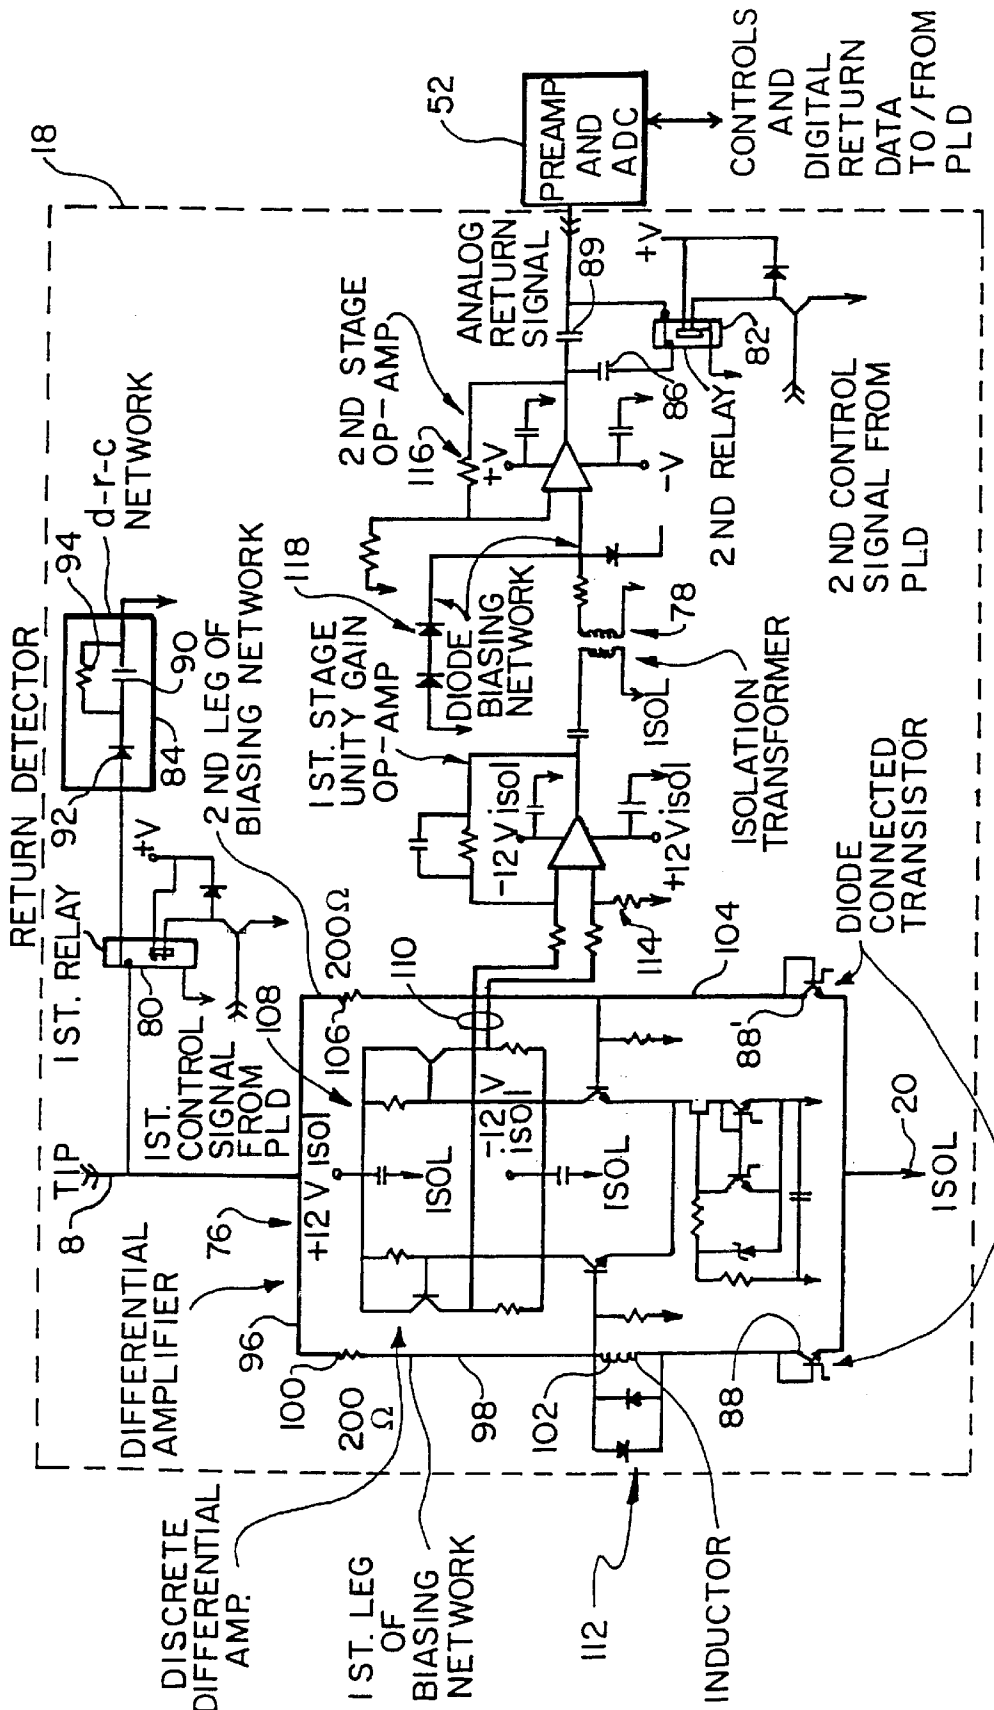 RETURN DETECTOR
18
1ST. RELAY
92
94
d-r-c
NETWORK
84
90
+V
80
TIP
8
1ST.
CONTROL
SIGNAL
FROM
PLD
108
2ND LEG OF
BIASING NETWORK
200Ω
106
110
DIFFERENTIAL
AMPLIFIER
76
+12 V isol
ISOL
-12 V
isol
ISOL
96
100
200
Ω
98
102
DISCRETE
DIFFERENTIAL
AMP.
1ST. LEG
OF
BIASING
NETWORK
112
INDUCTOR
88
88'
104
DIODE
CONNECTED
TRANSISTOR
20
ISOL
1ST. STAGE
UNITY GAIN
OP-AMP
-12 V isol
+12 V isol
114
118
DIODE
BIASING
NETWORK
ISOL
78
ISOLATION
TRANSFORMER
2ND STAGE
OP-AMP
116
+V
-V
ANALOG
RETURN
SIGNAL
89
86
2ND RELAY
82
+V
2ND CONTROL
SIGNAL FROM
PLD
52
PREAMP
AND
ADC
CONTROLS
AND
DIGITAL
RETURN
DATA
TO/FROM
PLD